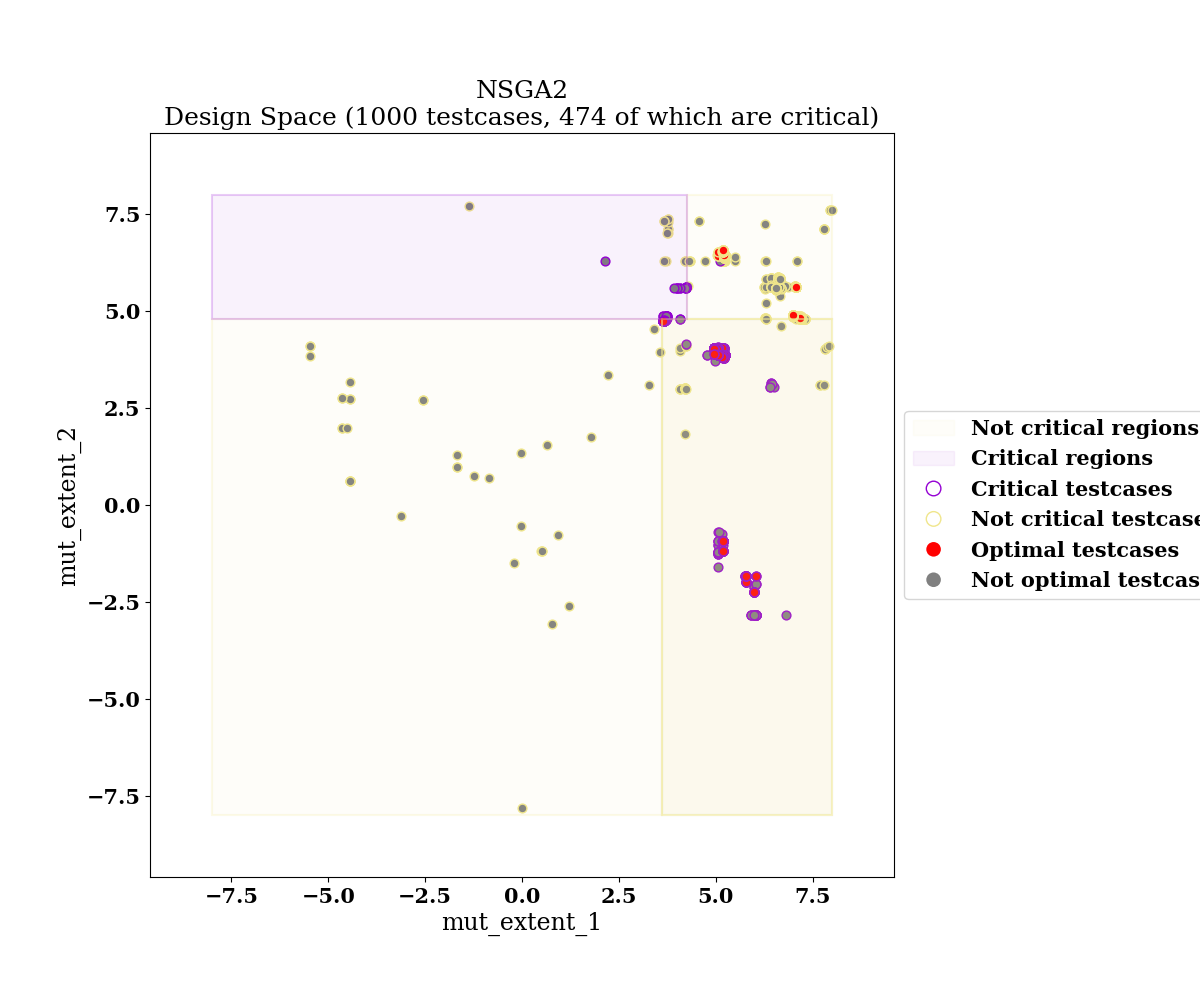 NSGA2
Design Space (1000 testcases, 474 of which are critical)
7.5
5.0
2.5
0.0
−2.5
−5.0
−7.5
mut_extent_2
−7.5
−5.0
−2.5
0.0
2.5
5.0
7.5
mut_extent_1
Not critical regions
Critical regions
Critical testcases
Not critical testcase
Optimal testcases
Not optimal testcas